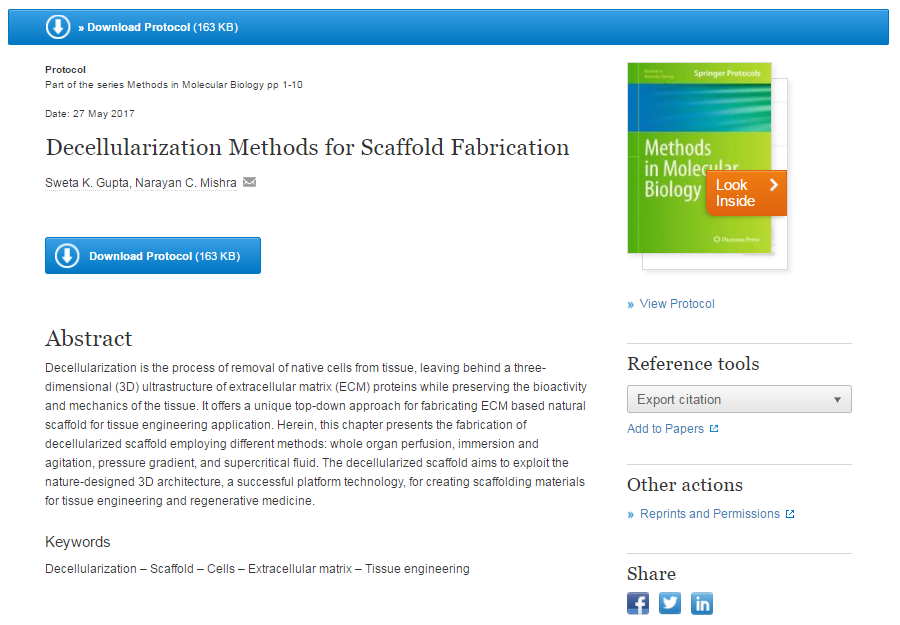 » Download Protocol (163 KB)
Protocol
Part of the series Methods in Molecular Biology pp 1-10
Date: 27 May 2017
Decellularization Methods for Scaffold Fabrication
Sweta K. Gupta, Narayan C. Mishra
Download Protocol (163 KB)
Abstract
Decellularization is the process of removal of native cells from tissue, leaving behind a three-
dimensional (3D) ultrastructure of extracellular matrix (ECM) proteins while preserving the bioactivity
and mechanics of the tissue. It offers a unique top-down approach for fabricating ECM based natural
scaffold for tissue engineering application. Herein, this chapter presents the fabrication of
decellularized scaffold employing different methods: whole organ perfusion, immersion and
agitation, pressure gradient, and supercritical fluid. The decellularized scaffold aims to exploit the
nature-designed 3D architecture, a successful platform technology, for creating scaffolding materials
for tissue engineering and regenerative medicine.
Keywords
Decellularization – Scaffold – Cells – Extracellular matrix – Tissue engineering
Springer Protocols
Methods
in Molecular
Biology
Look
Inside
Humana Press
» View Protocol
Reference tools
Export citation
Add to Papers
Other actions
» Reprints and Permissions
Share